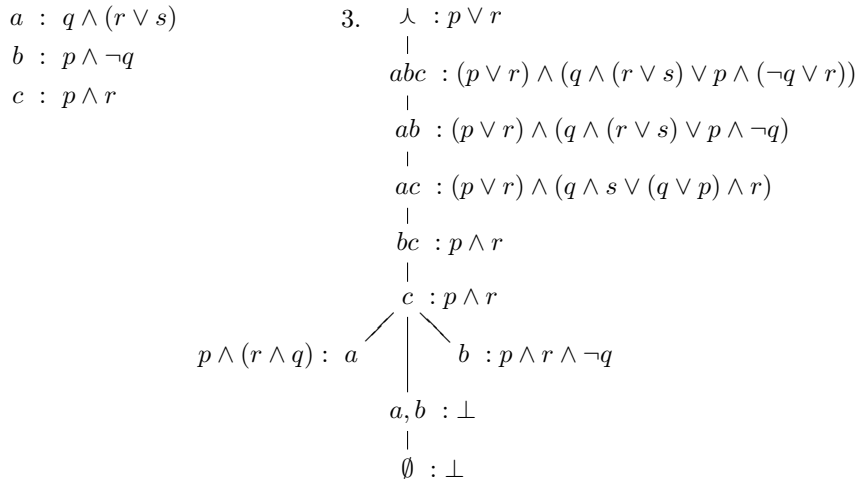 a : q ∧ (r ∨ s)
b : p ∧ ¬q
c : p ∧ r
3. ⅄ : p ∨ r
abc : (p ∨ r) ∧ (q ∧ (r ∨ s) ∨ p ∧ (¬q ∨ r))
ab : (p ∨ r) ∧ (q ∧ (r ∨ s) ∨ p ∧ ¬q)
ac : (p ∨ r) ∧ (q ∧ s ∨ (q ∨ p) ∧ r)
bc : p ∧ r
c : p ∧ r
p ∧ (r ∧ q) : a b : p ∧ r ∧ ¬q
a, b : ⊥
∅ : ⊥